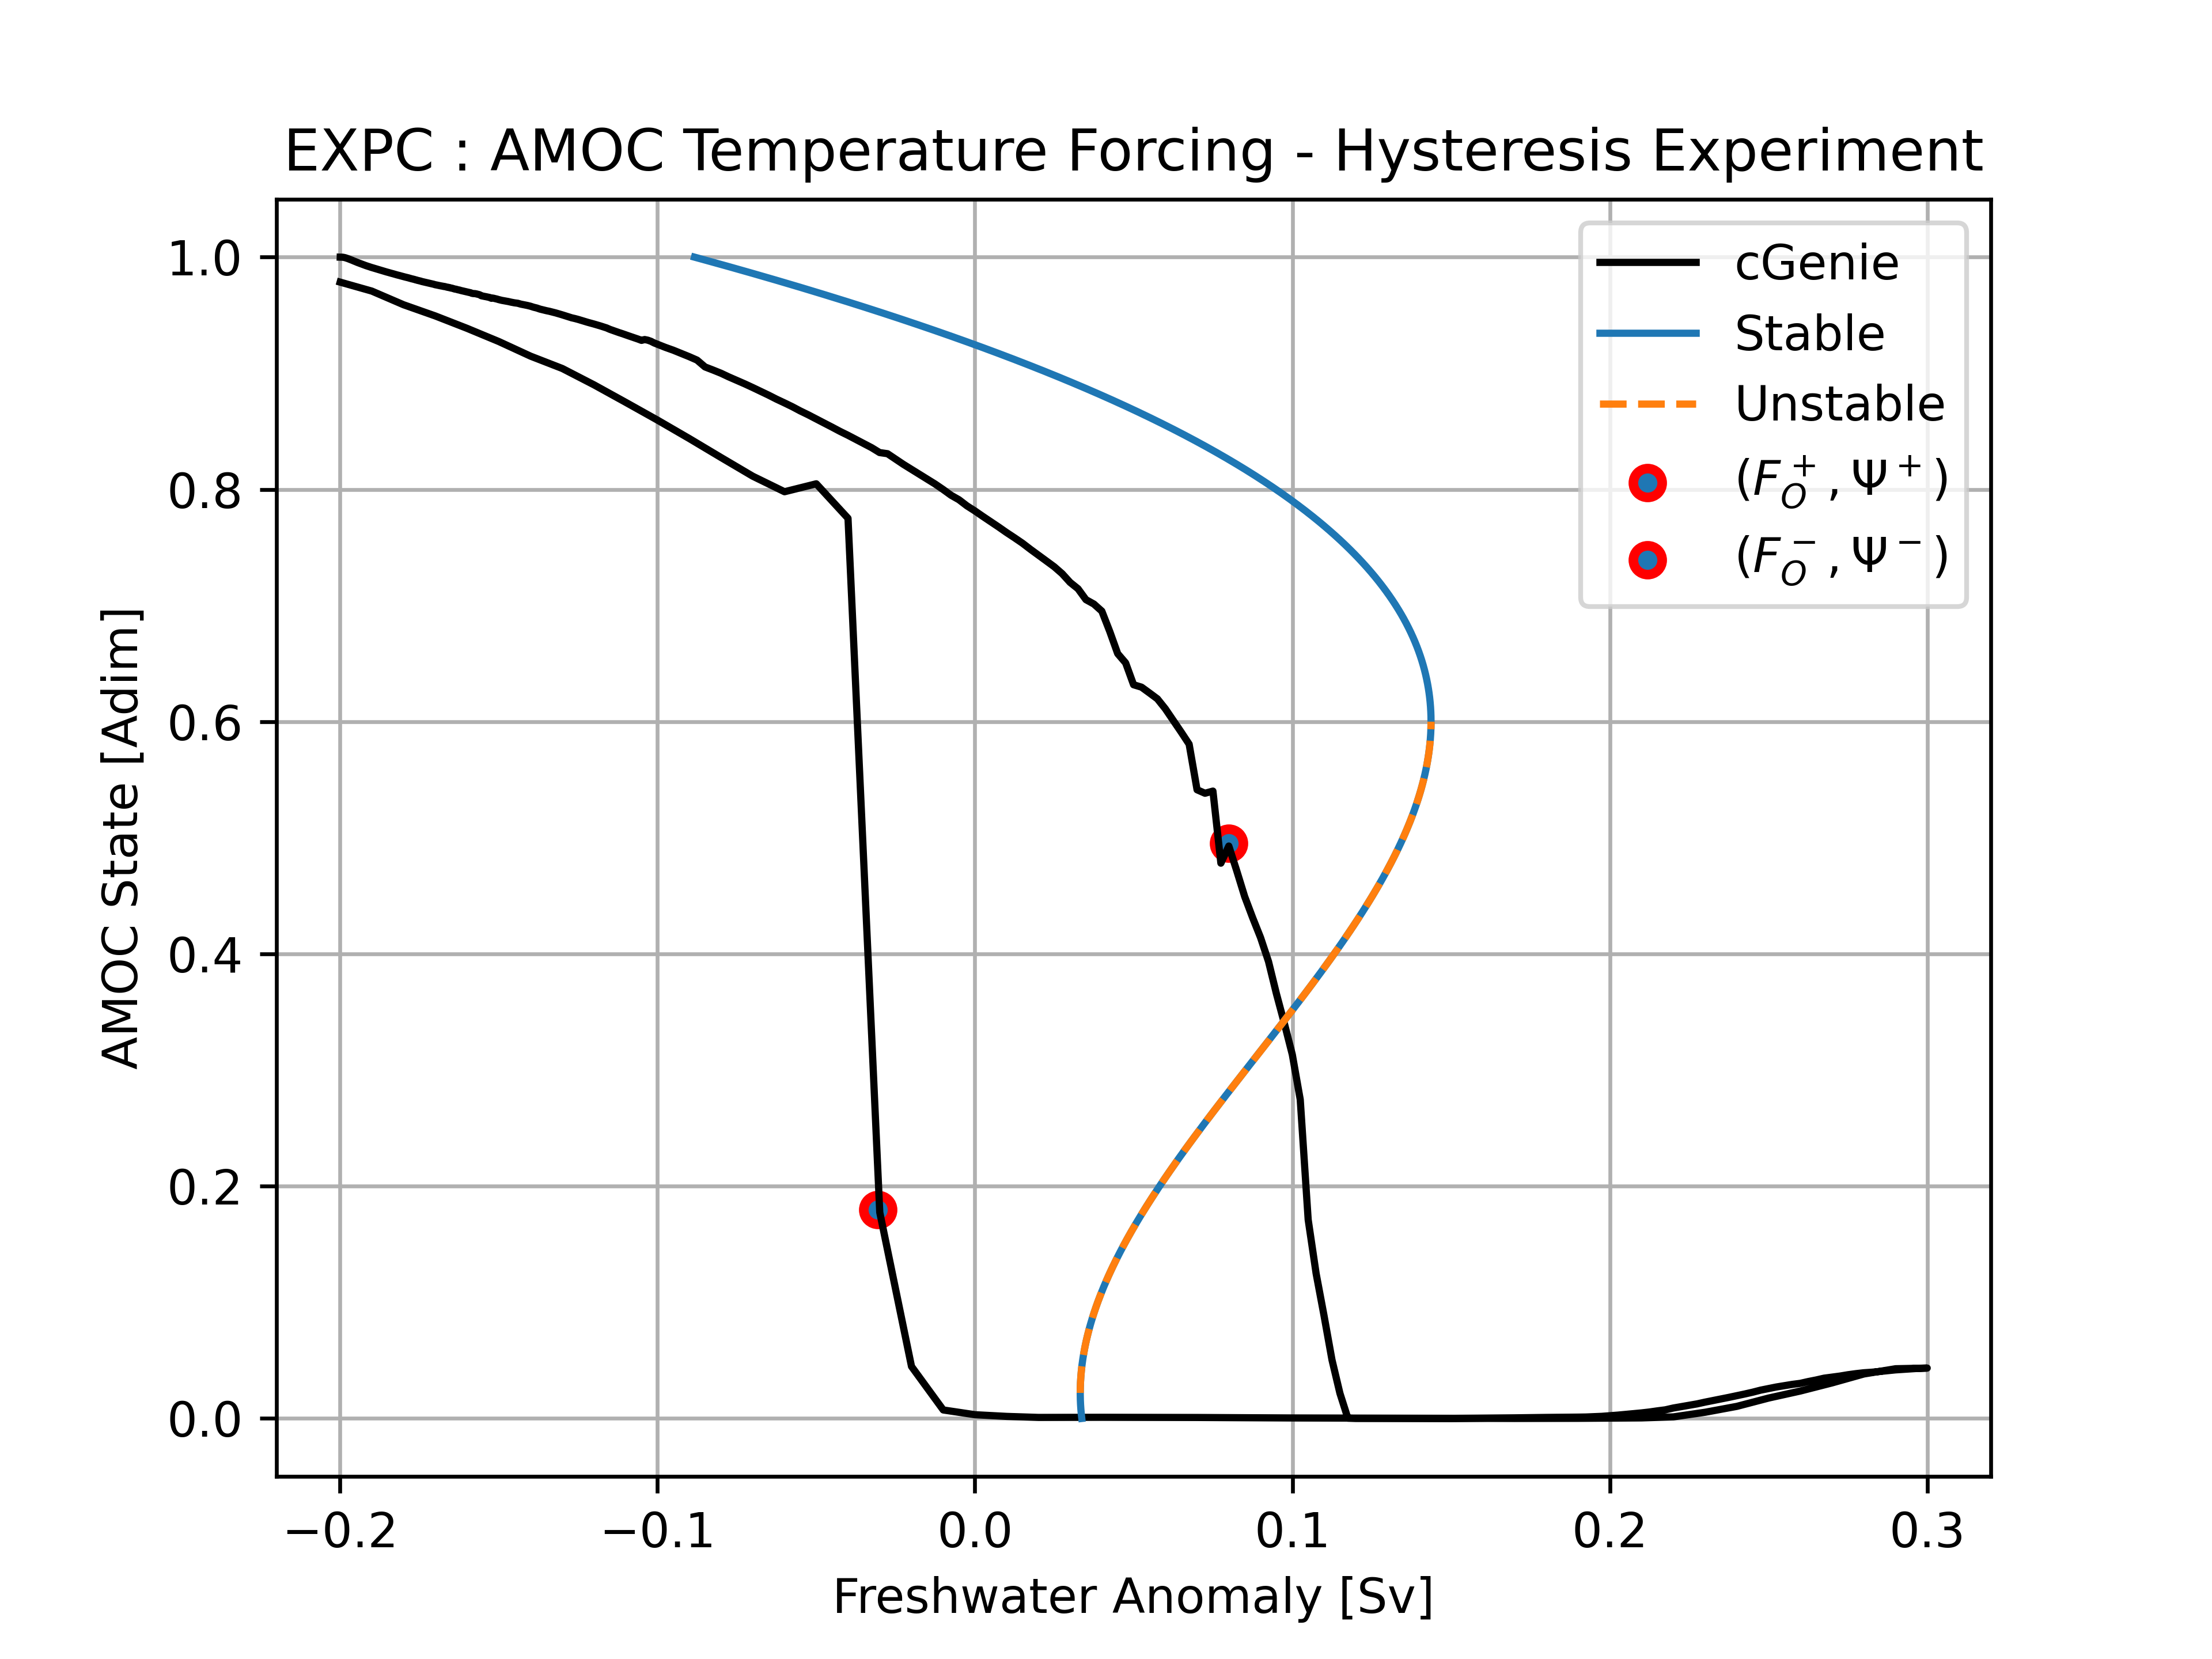 EXPC : AMOC Temperature Forcing - Hysteresis Experiment
1.0
0.8
0.6
0.4
0.2
0.0
AMOC State [Adim]
cGenie
Stable
Unstable
(F_O^+, Ψ^+)
(F_O^−, Ψ^−)
−0.2 −0.1 0.0 0.1 0.2 0.3
Freshwater Anomaly [Sv]